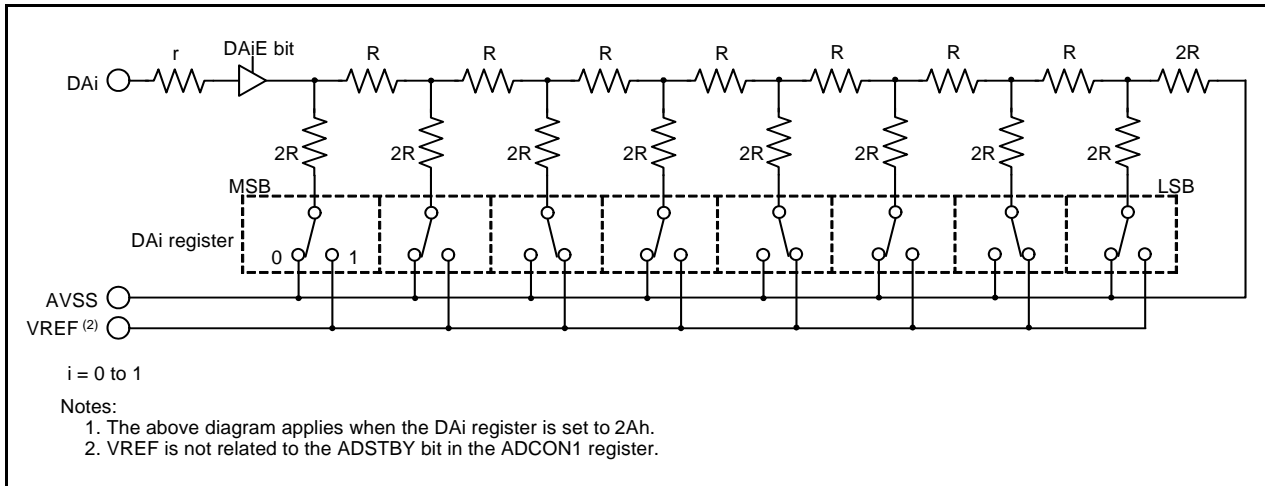 r
DAiE bit
R
R
R
R
R
R
R
2R
DAi
2R
2R
2R
2R
2R
2R
2R
2R
MSB
LSB
DAi register
0
1
AVSS
VREF (2)
i = 0 to 1
Notes:
1. The above diagram applies when the DAi register is set to 2Ah.
2. VREF is not related to the ADSTBY bit in the ADCON1 register.